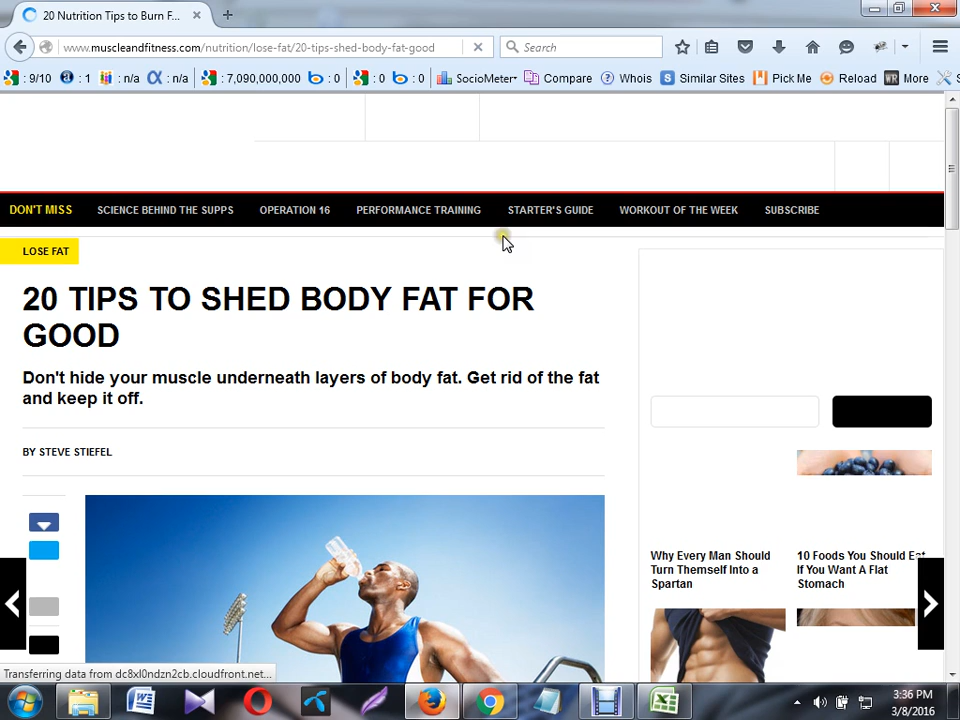 20 Nutrition Tips to Burn F...
www.muscleandfitness.com/nutrition/lose-fat/20-tips-shed-body-fat-good
Search
: 9/10 : 1 : n/a : n/a : 7,090,000,000 : 0 : 0 : 0 SocioMeter Compare Whois Similar Sites Pick Me Reload More
DON'T MISS SCIENCE BEHIND THE SUPPS OPERATION 16 PERFORMANCE TRAINING STARTER'S GUIDE WORKOUT OF THE WEEK SUBSCRIBE
LOSE FAT
20 TIPS TO SHED BODY FAT FOR
GOOD
Don't hide your muscle underneath layers of body fat. Get rid of the fat
and keep it off.
BY STEVE STIEFEL
Why Every Man Should
Turn Themself Into a
Spartan
10 Foods You Should Eat
If You Want A Flat
Stomach
Transferring data from dc8xl0ndzn2cb.cloudfront.net...
3:36 PM
3/8/2016